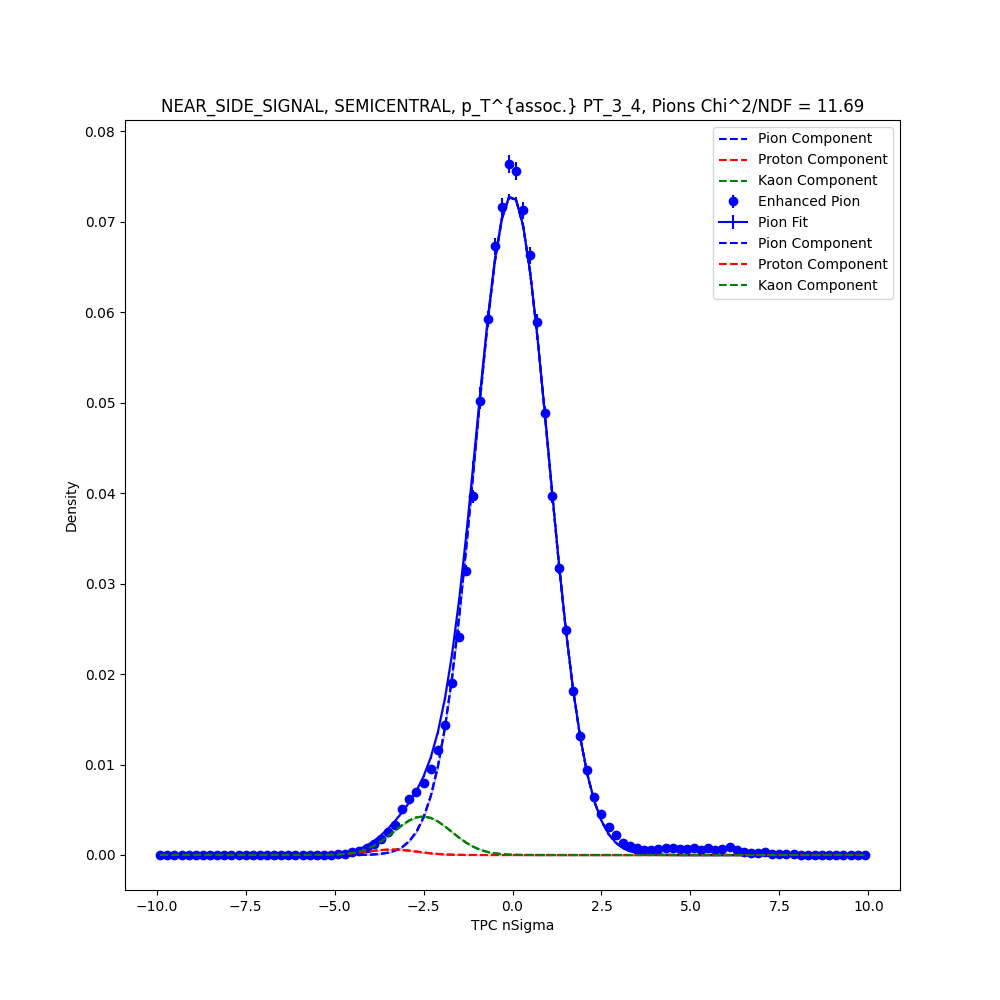 NEAR_SIDE_SIGNAL, SEMICENTRAL, p_T^{assoc.} PT_3_4, Pions Chi^2/NDF = 11.69
Pion Component
Proton Component
Kaon Component
Enhanced Pion
Pion Fit
Pion Component
Proton Component
Kaon Component
0.08
0.07
0.06
0.05
0.04
0.03
0.02
0.01
0.00
Density
−10.0 −7.5 −5.0 −2.5 0.0 2.5 5.0 7.5 10.0
TPC nSigma